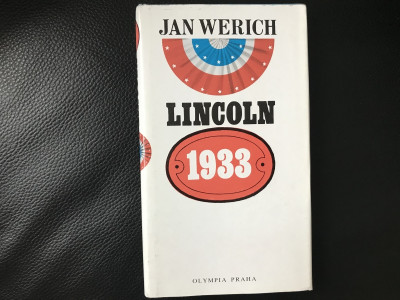 JAN WERICH
LINCOLN
1933
OLYMPIA PRAHA